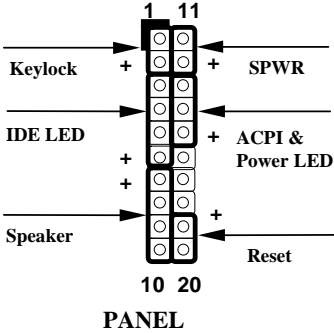 1 11
Keylock + + SPWR
IDE LED + ACPI &
Power LED
+
+
Speaker +
Reset
10 20
PANEL